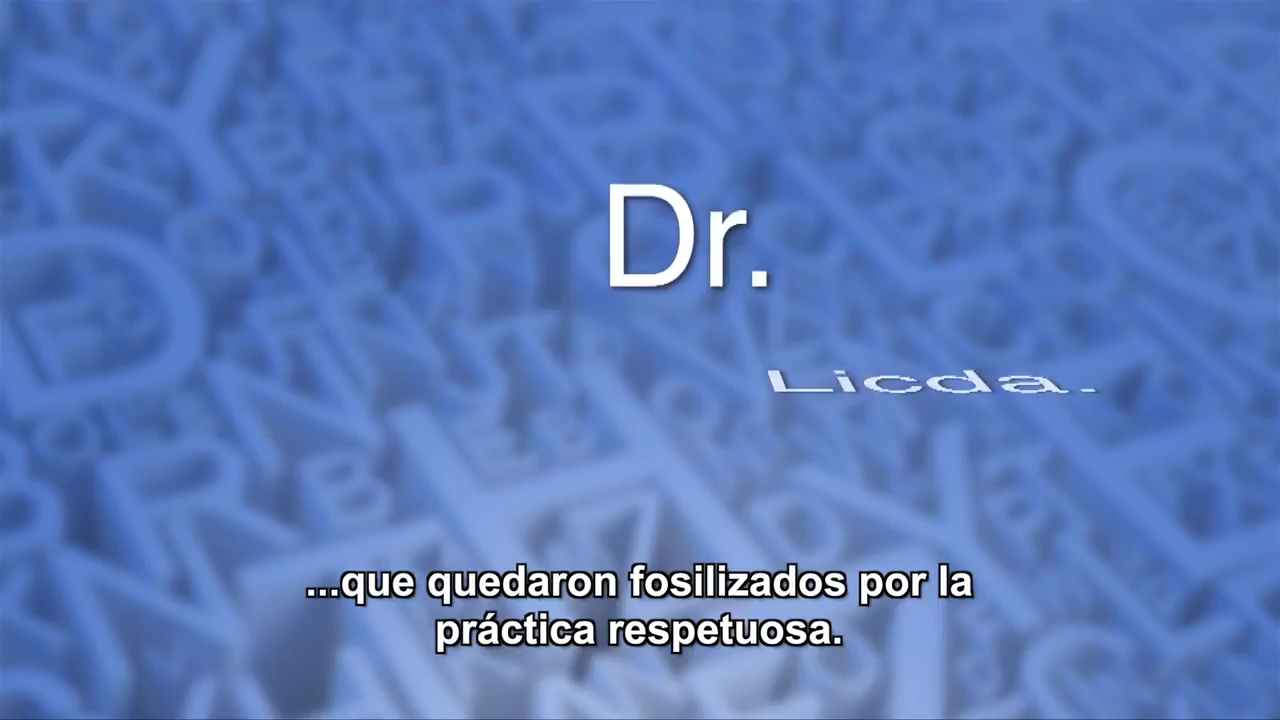 Dr.
Licda.
...que quedaron fosilizados por la
práctica respetuosa.